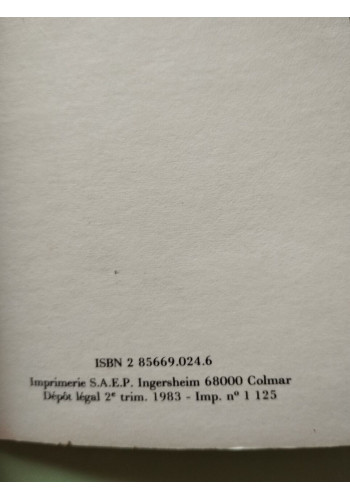 ISBN 2 85669.024.6
Imprimerie S.A.E.P. Ingersheim 68000 Colmar
Dépôt légal 2e trim. 1983 - Imp. nº 1 125